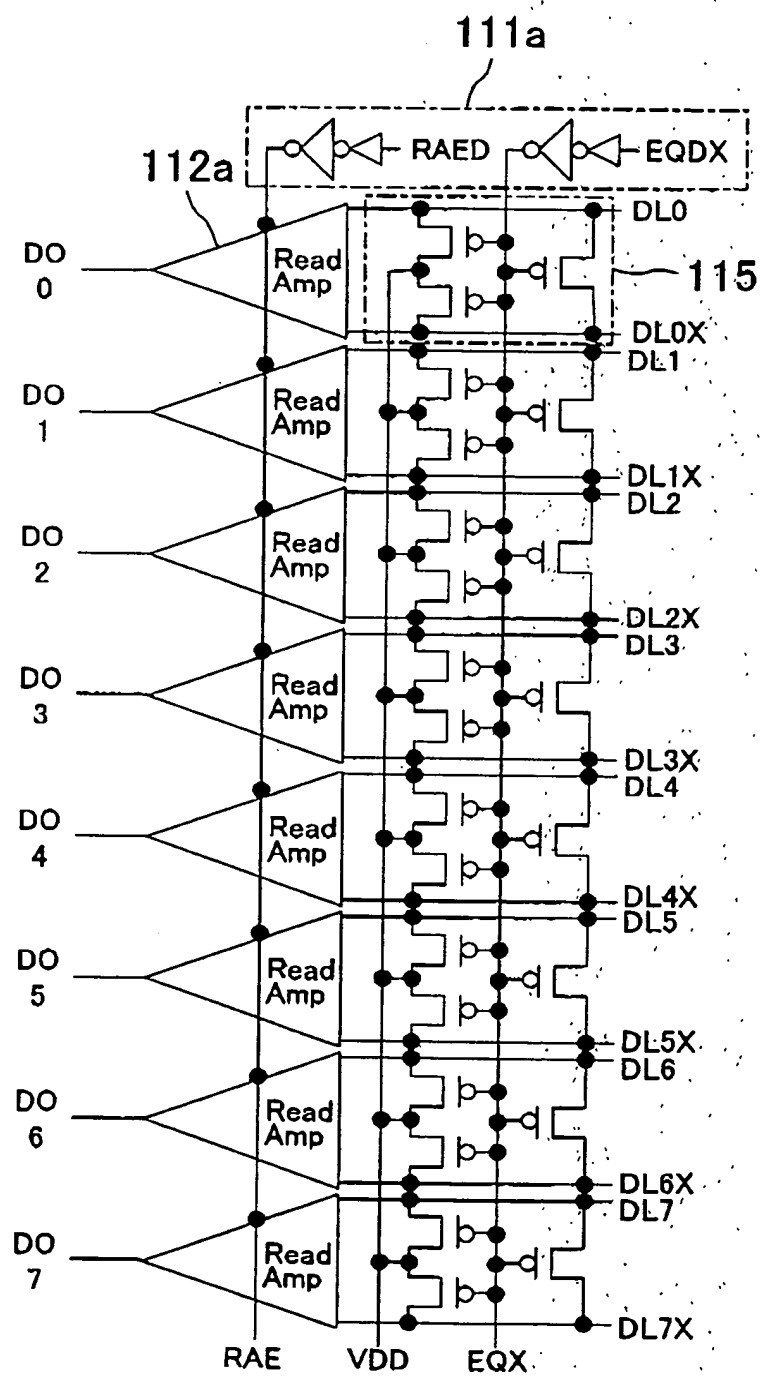 111a
RAED
EQDX
112a
DL0
DO
0
Read
Amp
115
DL0X
DL1
DO
1
Read
Amp
DL1X
DL2
DO
2
Read
Amp
DL2X
DL3
DO
3
Read
Amp
DL3X
DL4
DO
4
Read
Amp
DL4X
DL5
DO
5
Read
Amp
DL5X
DL6
DO
6
Read
Amp
DL6X
DL7
DO
7
Read
Amp
DL7X
RAE
VDD
EQX